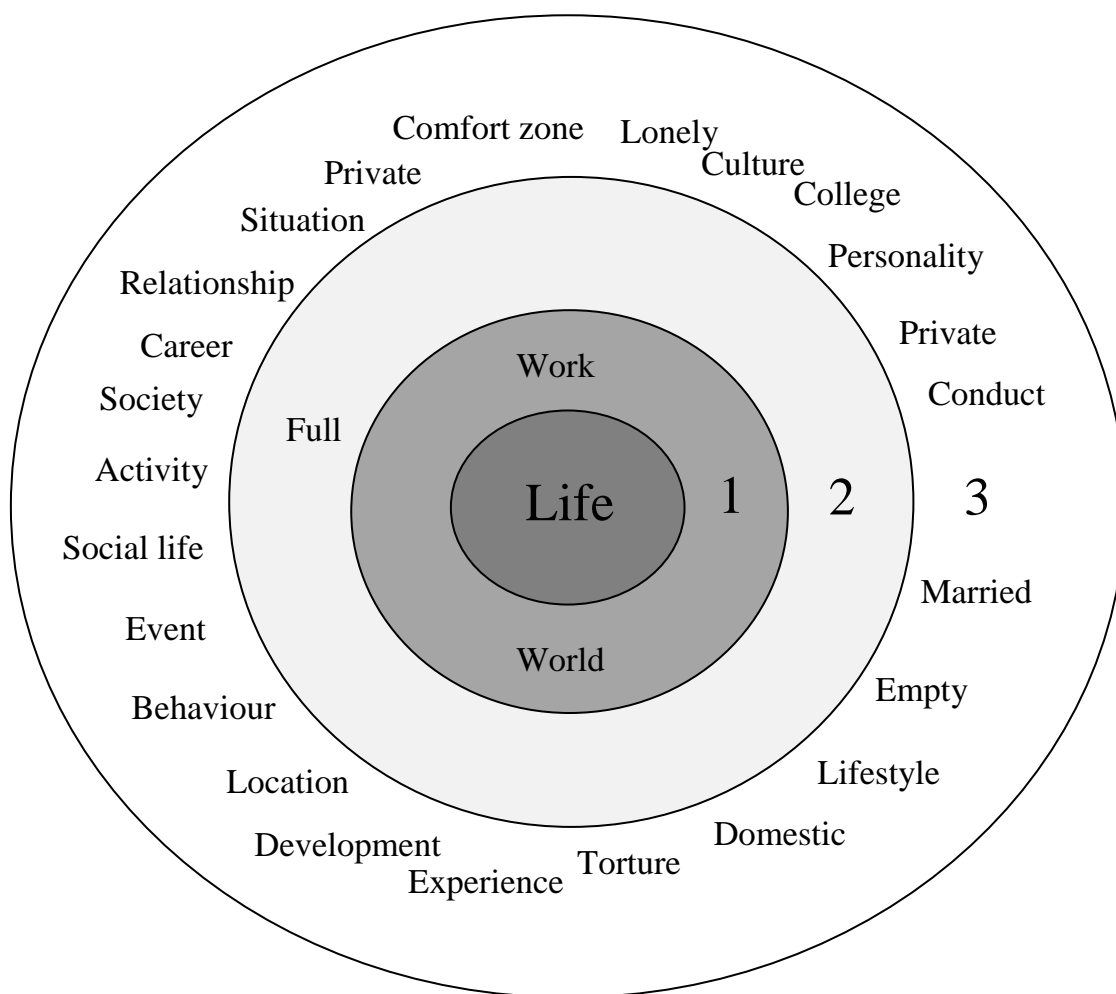 Comfort zone
Lonely
Culture
Private
College
Situation
Personality
Relationship
Private
Career
Work
Conduct
Society
Full
Activity
Life
1
2
3
Social life
Married
Event
World
Empty
Behaviour
Location
Lifestyle
Development
Domestic
Experience
Torture